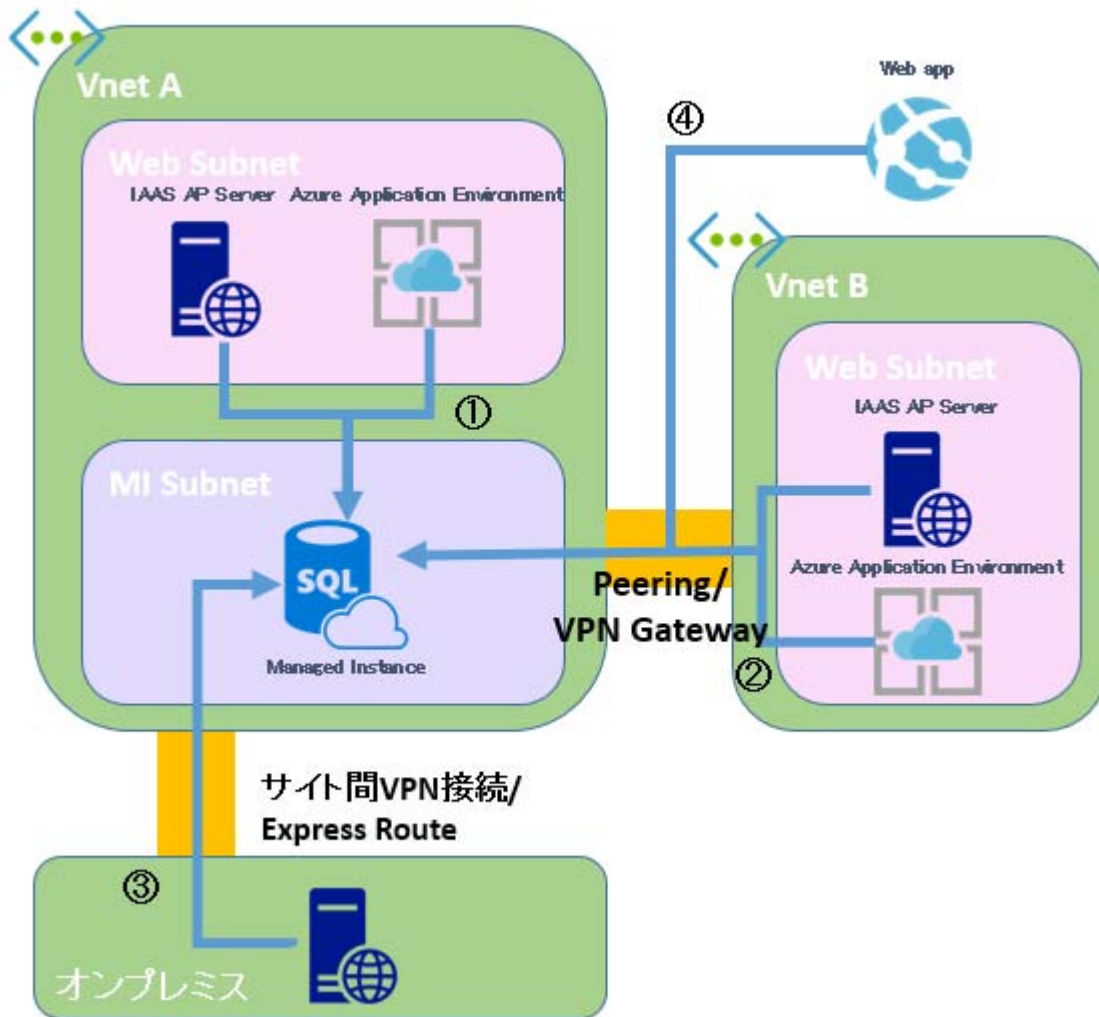 Vnet A
Web Subnet
IAAS AP Server
Azure Application Environment
①
MI Subnet
SQL
Managed Instance
Web app
④
Vnet B
Web Subnet
IAAS AP Server
Azure Application Environment
Peering/
VPN Gateway
②
サイト間VPN接続/
Express Route
③
オンプレミス